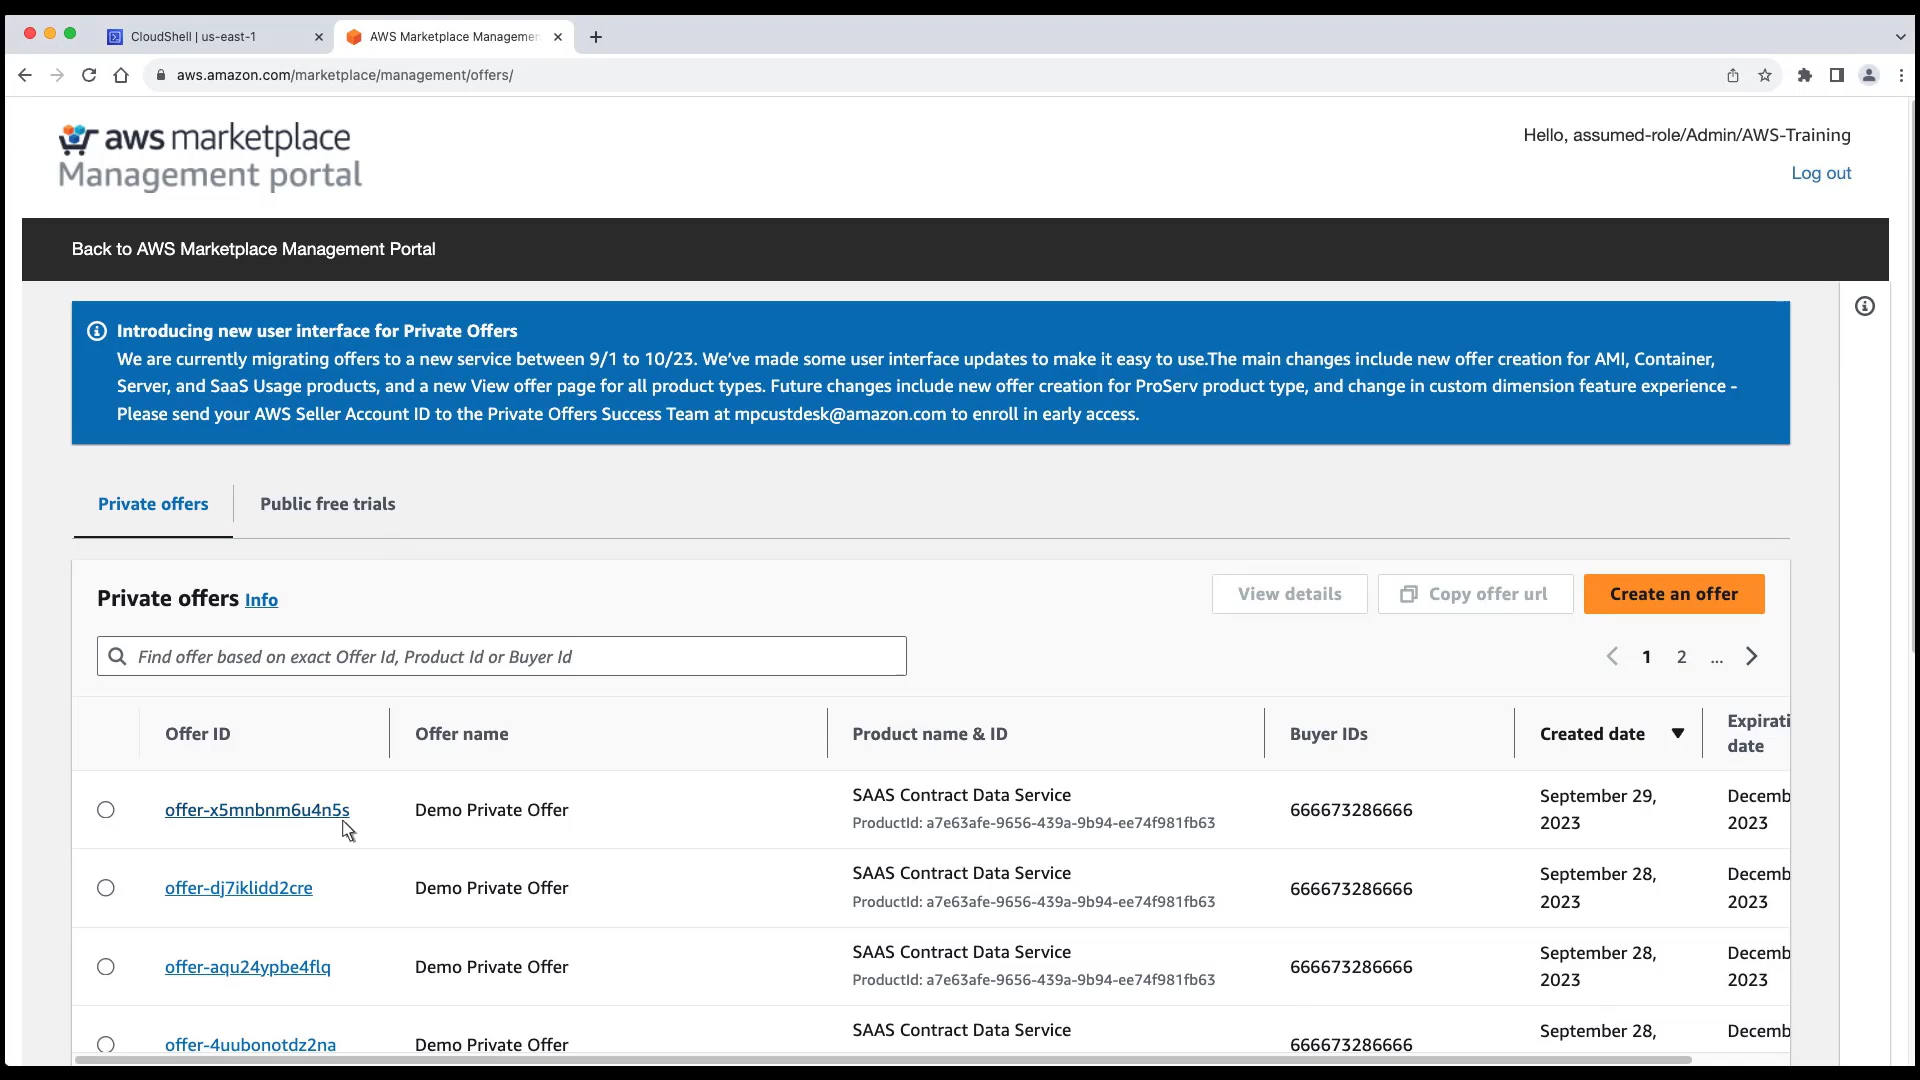 CloudShell | us-east-1
AWS Marketplace Managemen
aws.amazon.com/marketplace/management/offers/
aws marketplace
Management portal
Hello, assumed-role/Admin/AWS-Training
Log out
Back to AWS Marketplace Management Portal
Introducing new user interface for Private Offers
We are currently migrating offers to a new service between 9/1 to 10/23. We've made some user interface updates to make it easy to use.The main changes include new offer creation for AMI, Container,
Server, and SaaS Usage products, and a new View offer page for all product types. Future changes include new offer creation for ProServ product type, and change in custom dimension feature experience -
Please send your AWS Seller Account ID to the Private Offers Success Team at mpcustdesk@amazon.com to enroll in early access.
Private offers
Public free trials
Private offers Info
View details
Copy offer url
Create an offer
Find offer based on exact Offer Id, Product Id or Buyer Id
1 2 ...
Offer ID
Offer name
Product name & ID
Buyer IDs
Created date
Expirati
date
offer-x5mnbnm6u4n5s
Demo Private Offer
SAAS Contract Data Service
ProductId: a7e63afe-9656-439a-9b94-ee74f981fb63
666673286666
September 29,
2023
Decemb
2023
offer-dj7iklidd2cre
Demo Private Offer
SAAS Contract Data Service
ProductId: a7e63afe-9656-439a-9b94-ee74f981fb63
666673286666
September 28,
2023
Decemb
2023
offer-aqu24ypbe4flq
Demo Private Offer
SAAS Contract Data Service
ProductId: a7e63afe-9656-439a-9b94-ee74f981fb63
666673286666
September 28,
2023
Decemb
2023
offer-4uubonotdz2na
Demo Private Offer
SAAS Contract Data Service
666673286666
September 28,
Decemb